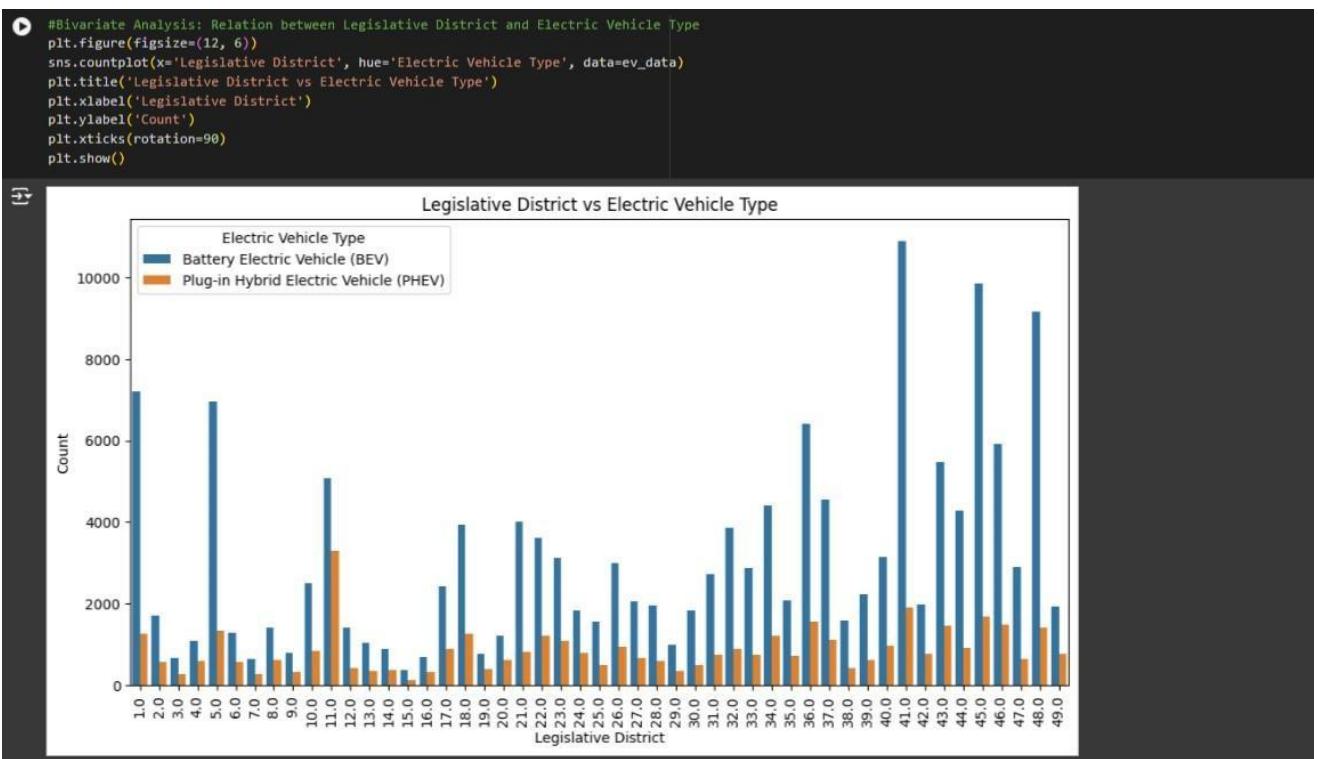 #Bivariate Analysis: Relation between Legislative District and Electric Vehicle Type
plt.figure(figsize=(12, 6))
sns.countplot(x='Legislative District', hue='Electric Vehicle Type', data=ev_data)
plt.title('Legislative District vs Electric Vehicle Type')
plt.xlabel('Legislative District')
plt.ylabel('Count')
plt.xticks(rotation=90)
plt.show()
Legislative District vs Electric Vehicle Type
Electric Vehicle Type
Battery Electric Vehicle (BEV)
Plug-in Hybrid Electric Vehicle (PHEV)
10000
8000
6000
4000
2000
0
Count
1.0 2.0 3.0 4.0 5.0 6.0 7.0 8.0 9.0 10.0 11.0 12.0 13.0 14.0 15.0 16.0 17.0 18.0 19.0 20.0 21.0 22.0 23.0 24.0 25.0 26.0 27.0 28.0 29.0 30.0 31.0 32.0 33.0 34.0 35.0 36.0 37.0 38.0 39.0 40.0 41.0 42.0 43.0 44.0 45.0 46.0 47.0 48.0 49.0
Legislative District